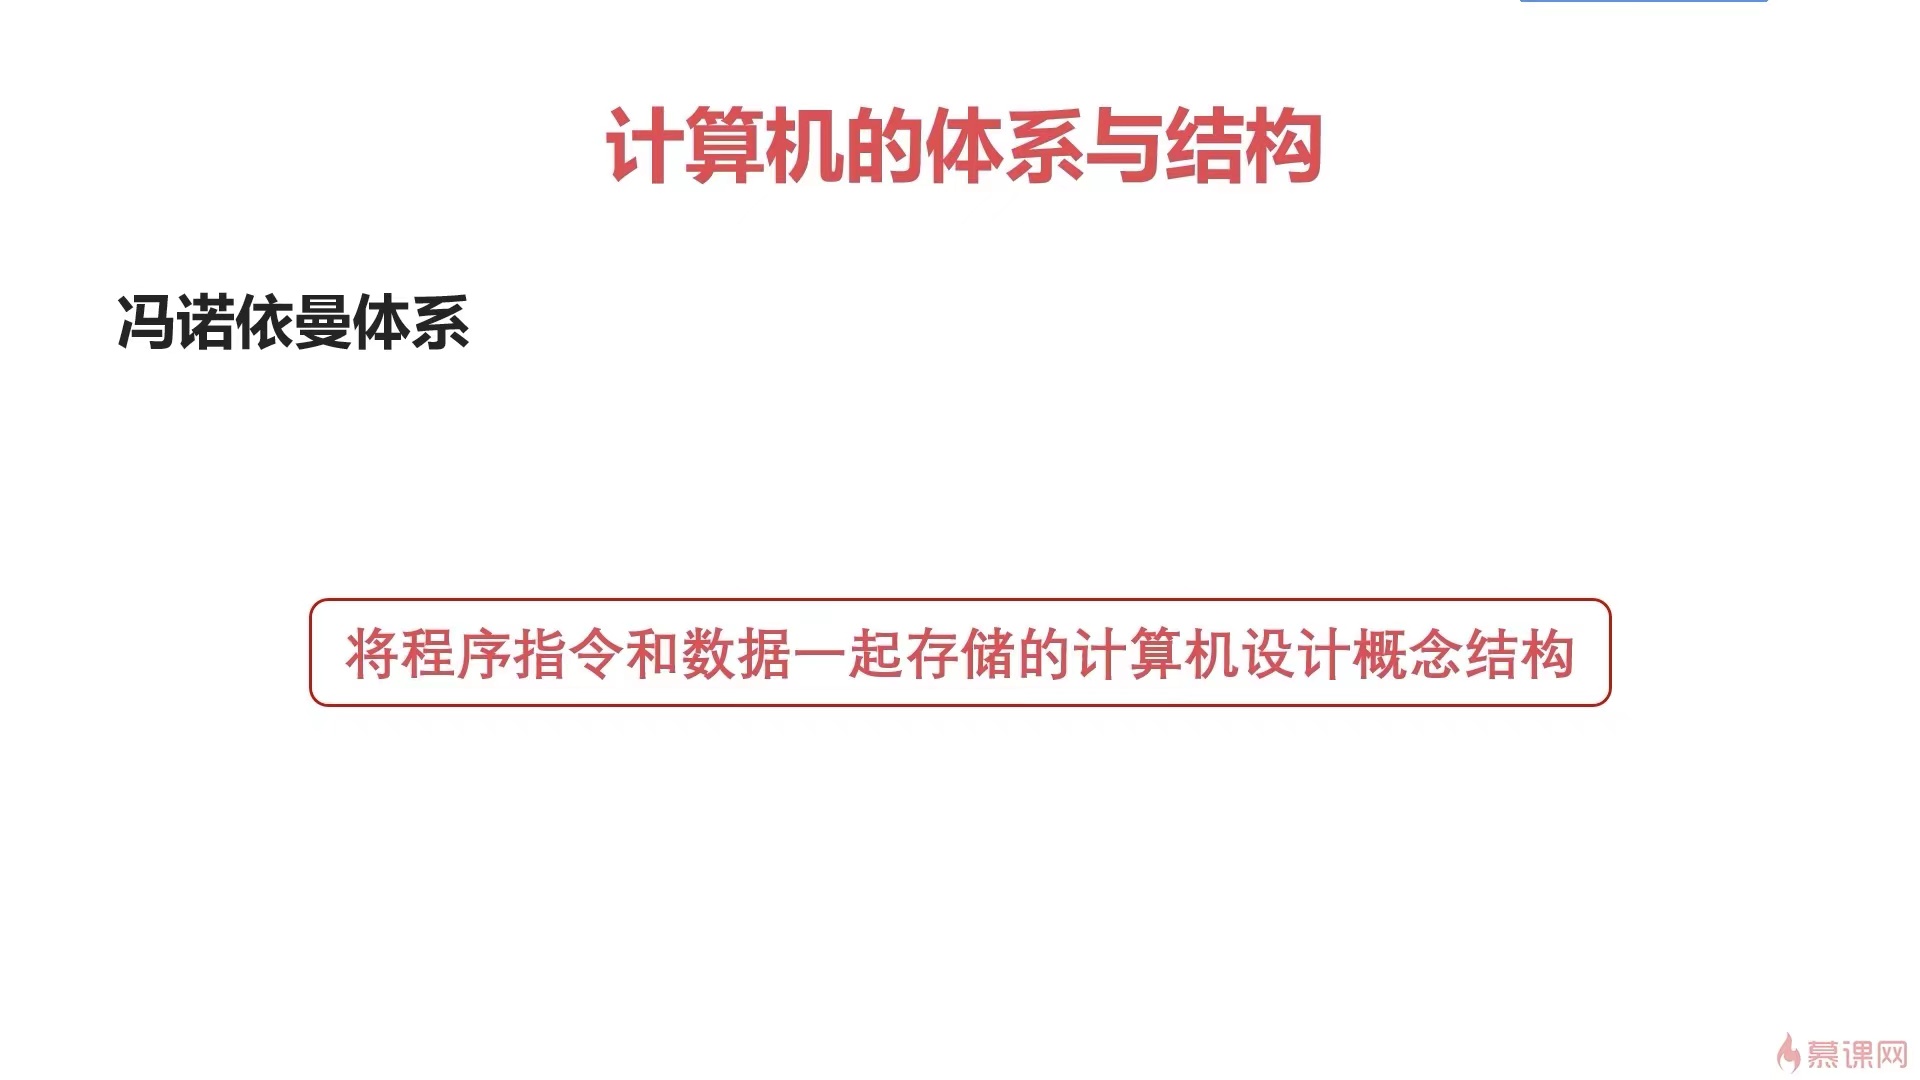 计算机的体系与结构
冯诺依曼体系
将程序指令和数据一起存储的计算机设计概念结构
慕课网